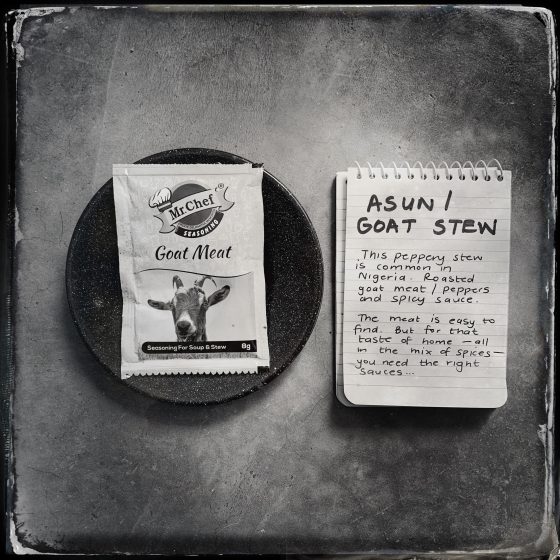 Mr.Chef®
SEASONING
Goat Meat
Seasoning For Soup & Stew 8g
ASUN /
GOAT STEW
This peppery stew
is common in
Nigeria. Roasted
goat meat / peppers
and spicy sauce.
The meat is easy to
find. But for that
taste of home – all
in the mix of spices –
you need the right
sauces...